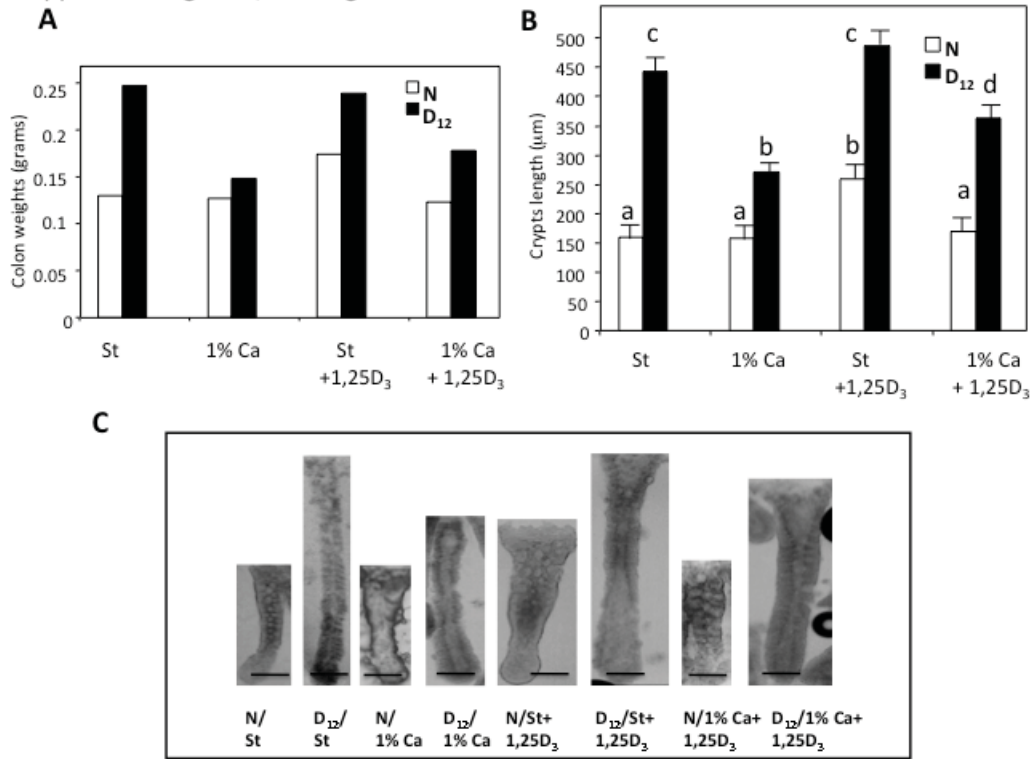 A
Colon weights (grams)
0.25
0.2
0.15
0.1
0.05
0
N
D₁₂
St
1% Ca
St
+1,25D₃
1% Ca
+ 1,25D₃
B
Crypts length (μm)
500
450
400
350
300
250
200
150
100
50
0
N
D₁₂
a
c
a
b
b
c
a
d
St
1% Ca
St
+1,25D₃
1% Ca
+ 1,25D₃
C
N/
St
D₁₂/
St
N/
1% Ca
D₁₂/
1% Ca
N/St+
1,25D₃
D₁₂/St+
1,25D₃
N/1% Ca+
1,25D₃
D₁₂/1% Ca+
1,25D₃